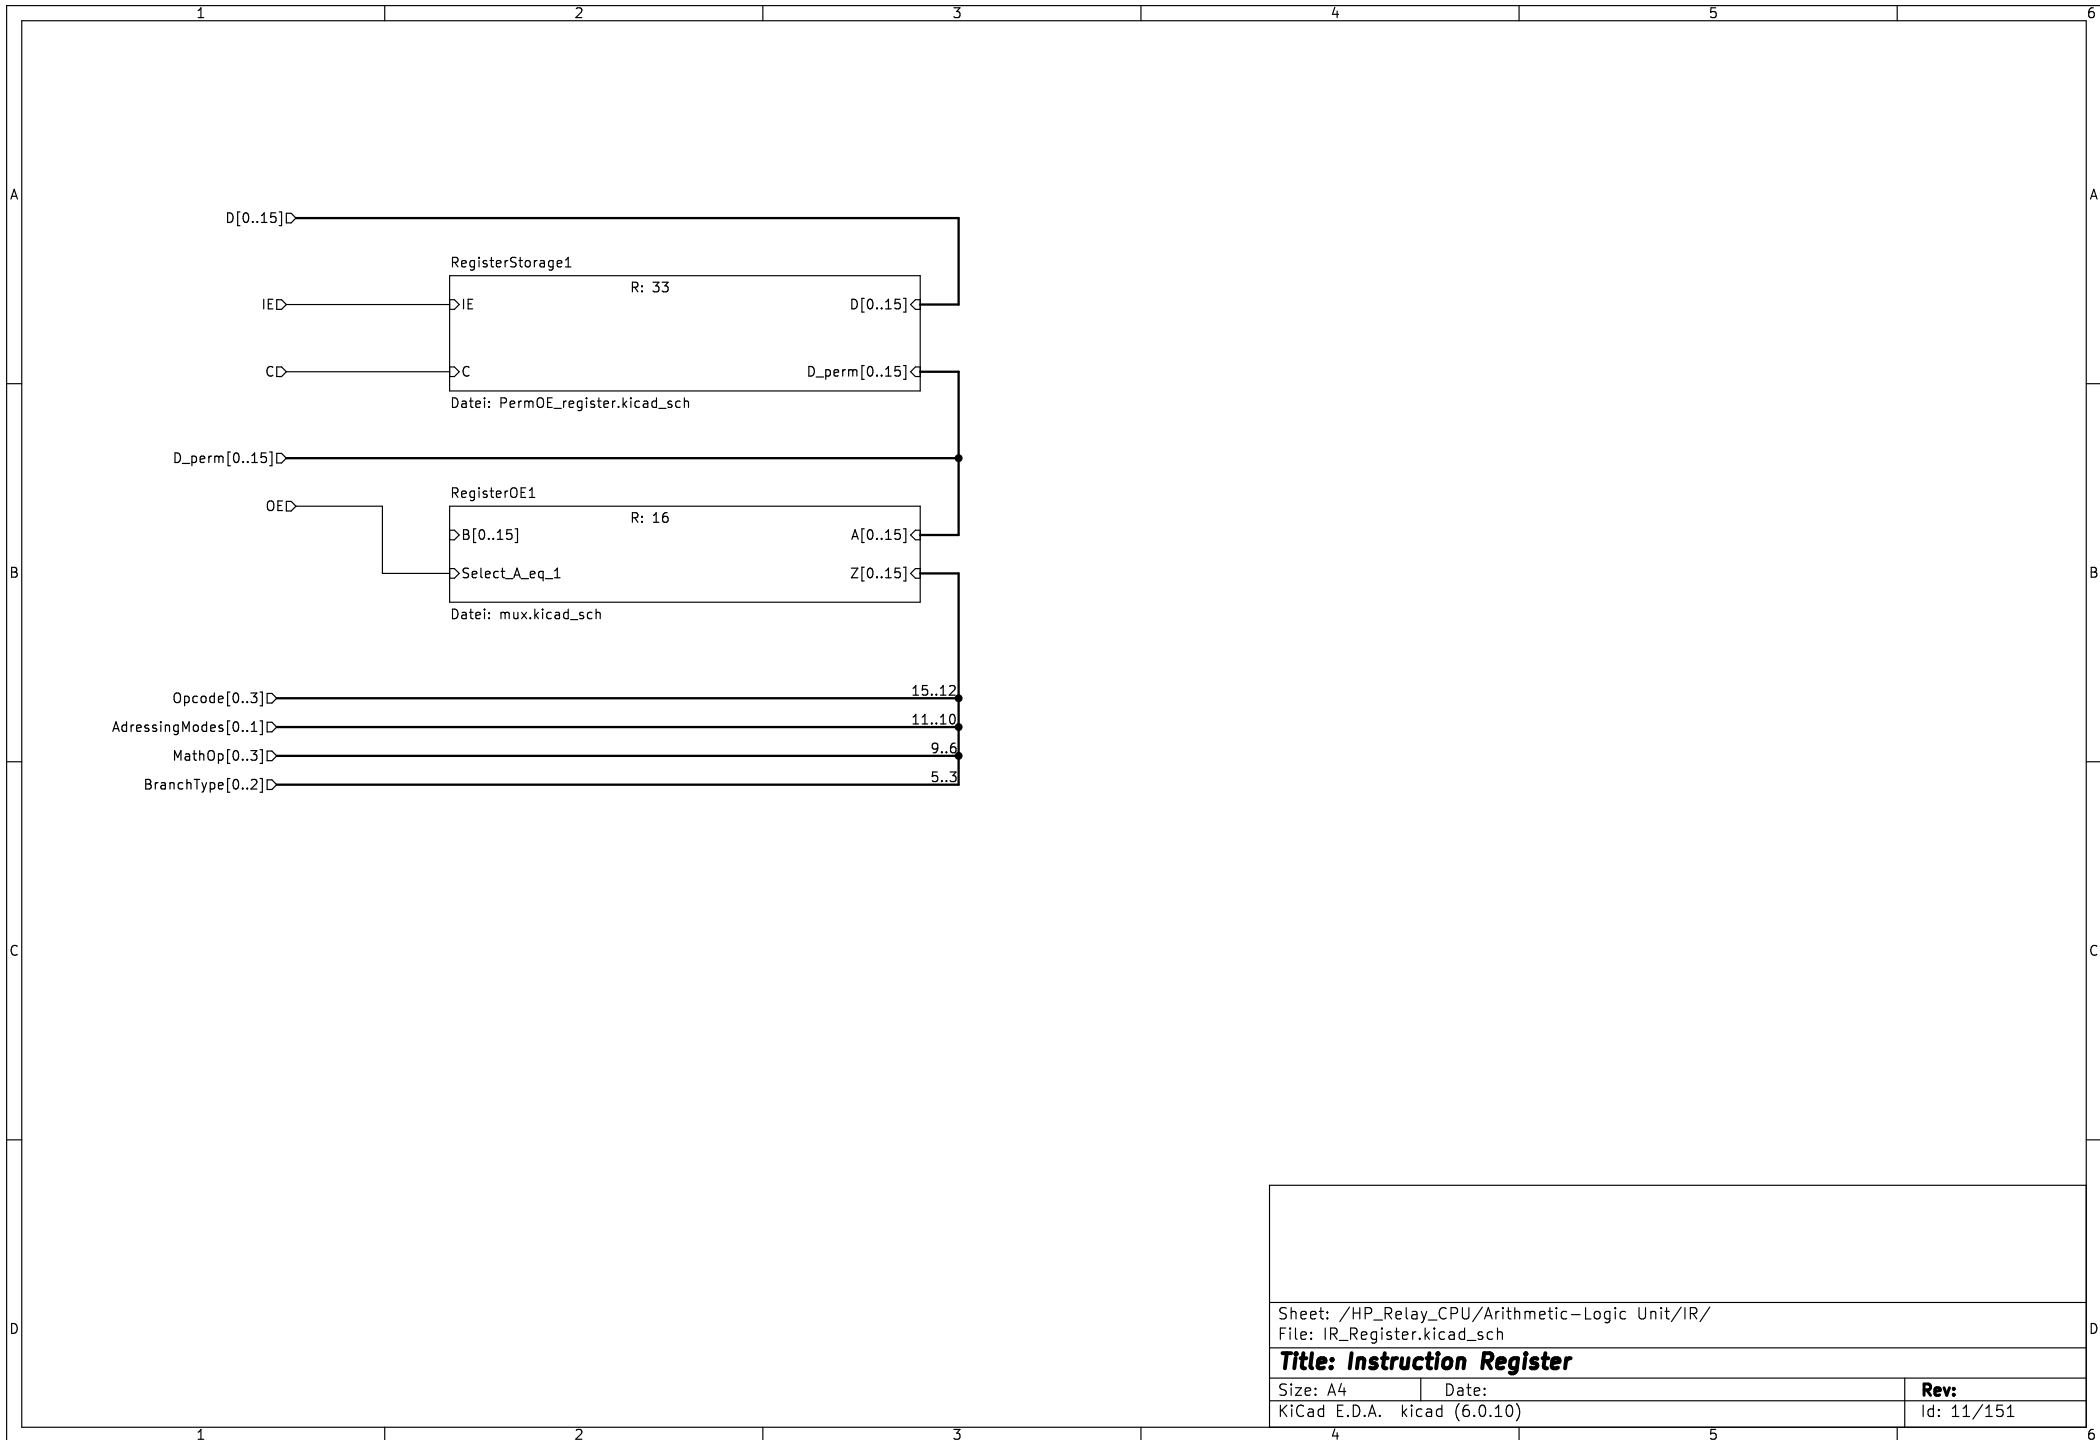 1 2 3 4 5 6
A A
D[0..15]
RegisterStorage1
R: 33
IE IE D[0..15]
C C D_perm[0..15]
Datei: PermOE_register.kicad_sch
D_perm[0..15]
RegisterOE1
OE
R: 16
B[0..15] A[0..15]
B B
Select_A_eq_1 Z[0..15]
Datei: mux.kicad_sch
Opcode[0..3] 15..12
AdressingModes[0..1] 11..10
MathOp[0..3] 9..6
BranchType[0..2] 5..3
C C
Sheet: /HP_Relay_CPU/Arithmetic-Logic Unit/IR/
D D
File: IR_Register.kicad_sch
Title: Instruction Register
Size: A4 Date: Rev:
KiCad E.D.A. kicad (6.0.10) Id: 11/151
1 2 3 4 5 6